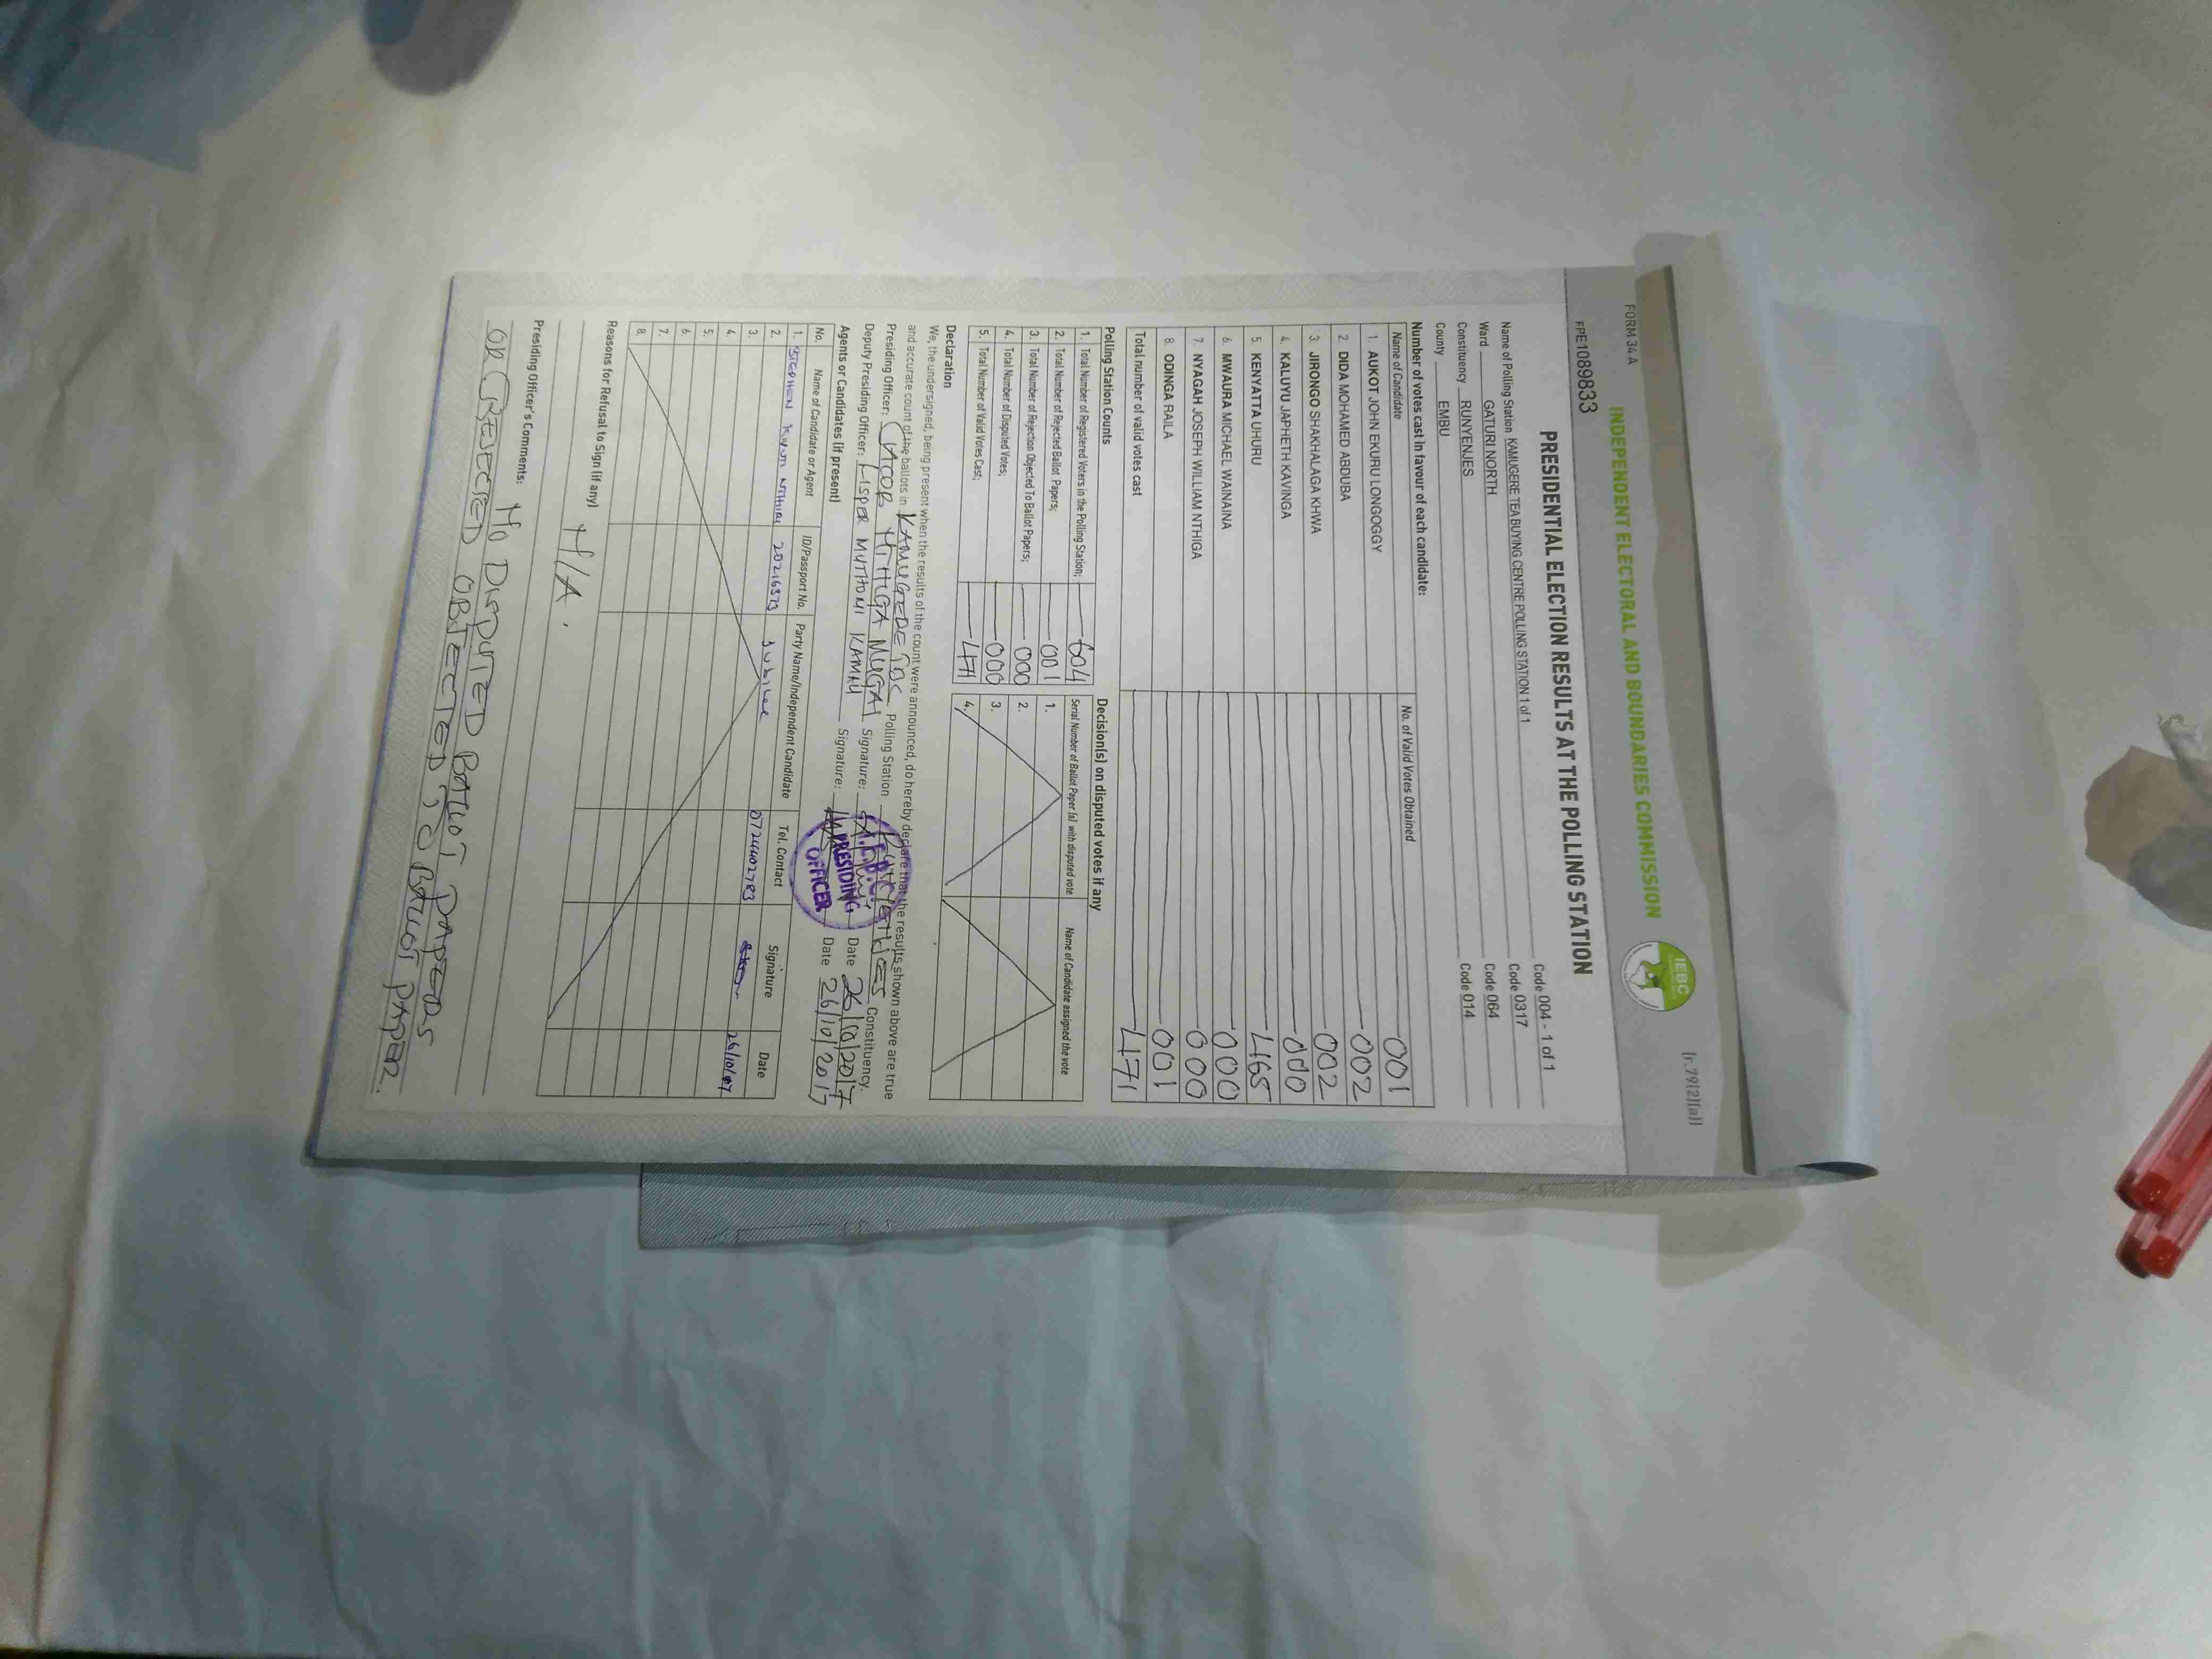 FORM 34 A
[r.79(2)(a)]
INDEPENDENT ELECTORAL AND BOUNDARIES COMMISSION
IEBC
FPE1089833
PRESIDENTIAL ELECTION RESULTS AT THE POLLING STATION
Name of Polling Station KAMUGERE TEA BUYING CENTRE POLLING STATION 1 of 1 Code 004 - 1 of 1
Ward GATURI NORTH Code 0317
Constituency RUNYENJES Code 064
County EMBU Code 014
Number of votes cast in favour of each candidate:
Name of Candidate No. of Valid Votes Obtained
1. AUKOT JOHN EKURU LONGOGGY 001
2. DIDA MOHAMED ABDUBA 002
3. JIRONGO SHAKHALAGA KHWA 002
4. KALUYU JAPHETH KAVINGA 000
5. KENYATTA UHURU 465
6. MWAURA MICHAEL WAINAINA 000
7. NYAGAH JOSEPH WILLIAM NTHIGA 000
8. ODINGA RAILA 001
Total number of valid votes cast 471
Polling Station Counts
1. Total Number of Registered Voters in the Polling Station; 604
2. Total Number of Rejected Ballot Papers; 001
3. Total Number of Rejection Objected To Ballot Papers; 000
4. Total Number of Disputed Votes; 000
5. Total Number of Valid Votes Cast; 471
Decision(s) on disputed votes if any
Serial Number of Ballot Paper (s) with disputed vote Name of Candidate assigned the vote
1.
2.
3.
4.
Declaration
We, the undersigned, being present when the results of the count were announced, do hereby declare that the results shown above are true
and accurate count of the ballots in KAMUGERE TBC Polling Station RUNYENJES Constituency.
Presiding Officer: NITHIGA MUGAI Signature: Date 26/10/2017
Deputy Presiding Officer: LISPER MUTHONI KAMAU Signature: Date 26/10/2017
I.E.B.C.
PRESIDING
OFFICER
Agents or Candidates (if present)
No. Name of Candidate or Agent ID/Passport No. Party Name/Independent Candidate Tel. Contact Signature Date
1. STEPHEN 20216373 Jubilee 0724402783 26/10/17
2.
3.
4.
5.
6.
7.
8.
Reasons for Refusal to Sign (if any)
N/A.
Presiding Officer's Comments: NO DISPUTED BALLOT PAPERS
OR REJECTED OBJECTED TO BALLOT PAPER.